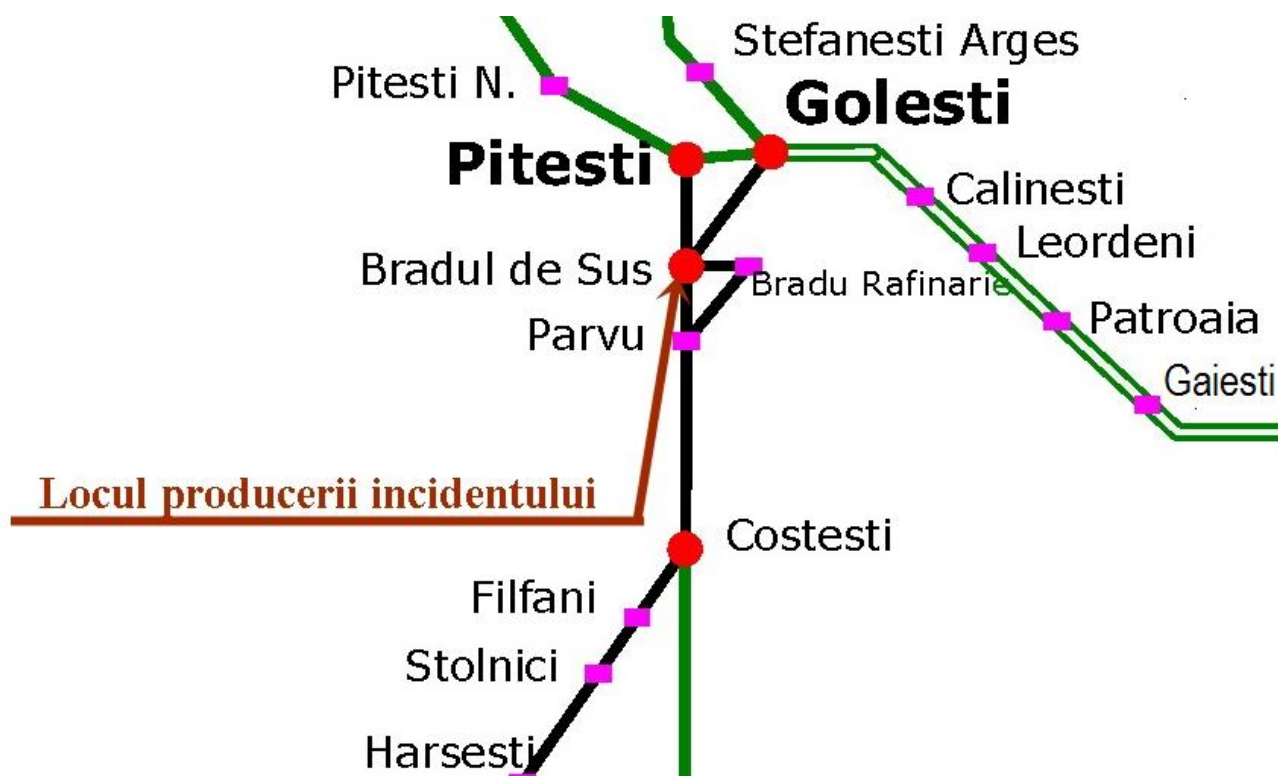 Stefanesti Arges
Pitesti N.
Golesti
Pitesti
Calinesti
Leordeni
Bradul de Sus
Bradu Rafinarie
Parvu
Patroaia
Gaiesti
Locul producerii incidentului
Costesti
Filfani
Stolnici
Harsesti